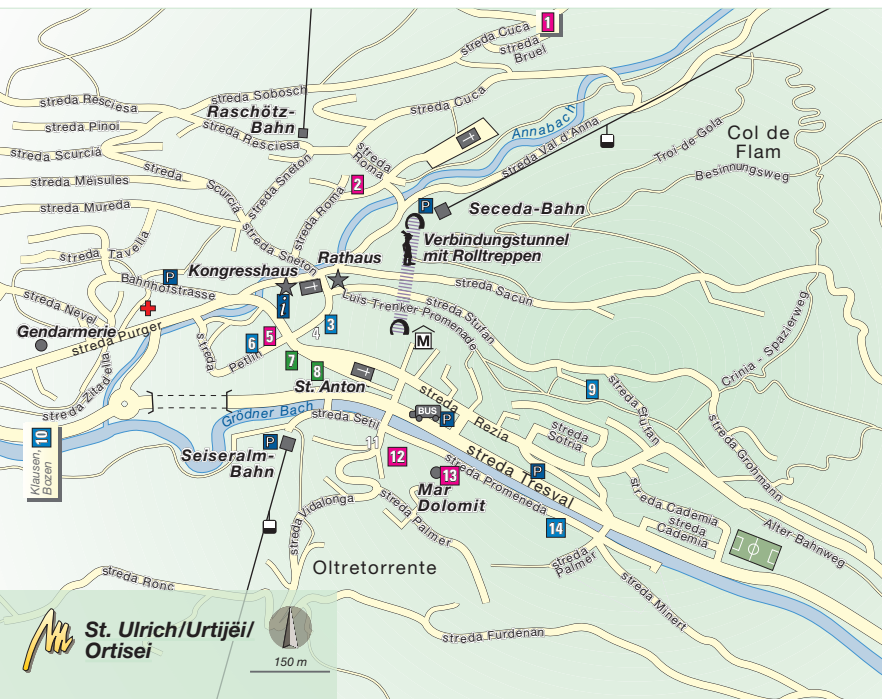 1
streda Cuca
streda
Bruel
streda Sobosch
streda Resciesa
streda Cuca
Raschötz-
Bahn
streda Pinoi
streda
Resciesa
Annabach
streda Val d'Anna
Troi-de-Gola
Col de
Flam
Besinnungsweg
streda Scurcia
streda
Scurcia
streda
Roma
streda Meisules
streda Sneton
2
streda Roma
streda Mureda
P
Seceda-Bahn
streda Tavella
streda
Sneton
Verbindungstunnel
mit Rolltreppen
Rathaus
Kongresshaus
P
Bahnhofstrasse
streda Sacun
streda Nevel
i
Luis Trenker Promenade
streda Stufan
Gendarmerie
streda Purger
3
4
5
6
M
streda
Petlin
7
8
Crinia - Spazierweg
St. Anton
streda Zitadella
9
streda Stufan
Grödner Bach
streda Setil
streda
Rezia
BUS
P
streda
Sotria
streda Grohmann
10
Klausen,
Bozen
P
11
Seiseralm-
Bahn
12
13
streda Tresval
P
streda Promeneda
Mar
Dolomit
streda Vidalonga
streda Palmer
14
streda Cademia
streda
Cademia
Alter-Bahnweg
streda
Palmer
Oltretorrente
streda Ronc
streda Minert
streda Furdenan
St. Ulrich/Urtijëi/
Ortisei
150 m